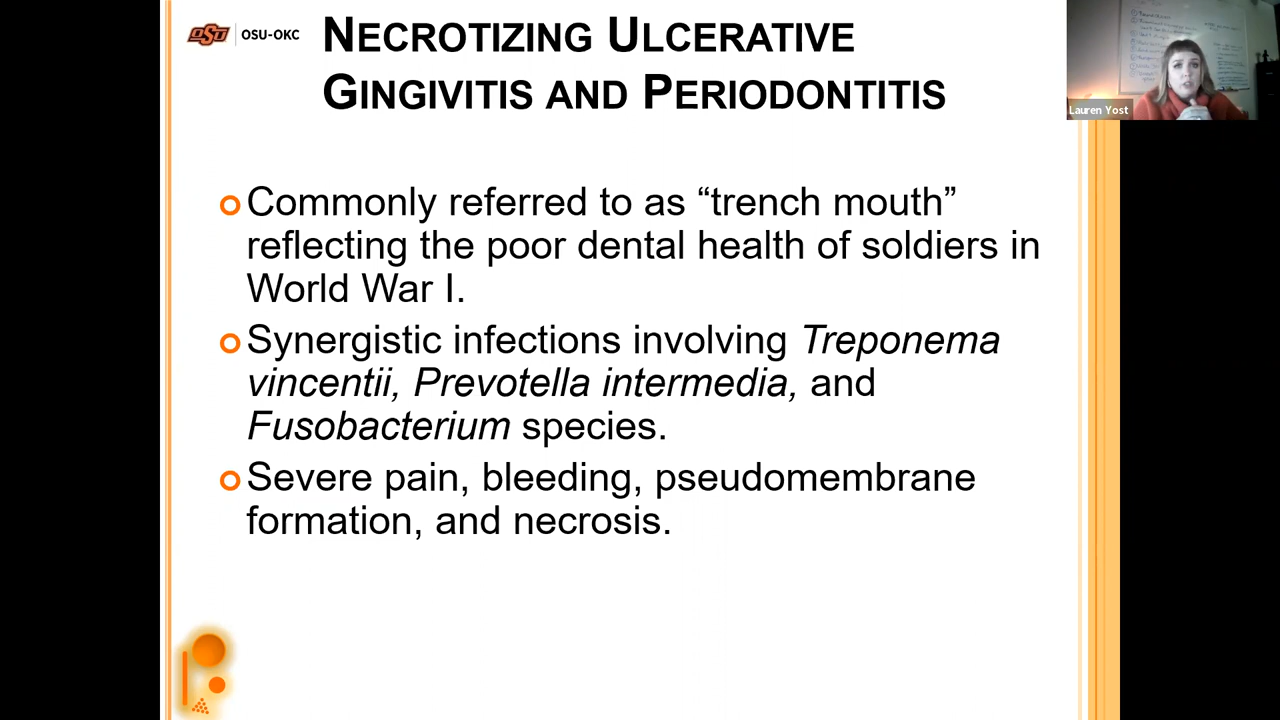 OSU
OSU-OKC
NECROTIZING ULCERATIVE
GINGIVITIS AND PERIODONTITIS
Lauren Yost
Commonly referred to as “trench mouth”
reflecting the poor dental health of soldiers in
World War I.
Synergistic infections involving Treponema
vincentii, Prevotella intermedia, and
Fusobacterium species.
Severe pain, bleeding, pseudomembrane
formation, and necrosis.